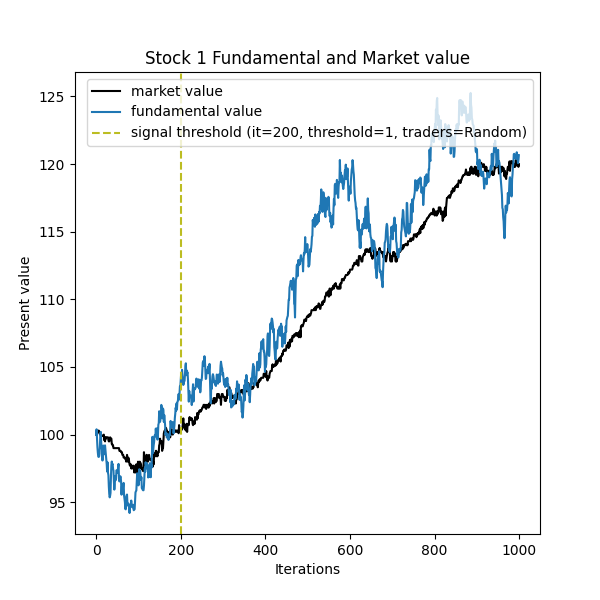 Stock 1 Fundamental and Market value
market value
fundamental value
signal threshold (it=200, threshold=1, traders=Random)
Present value
125
120
115
110
105
100
95
0 200 400 600 800 1000
Iterations